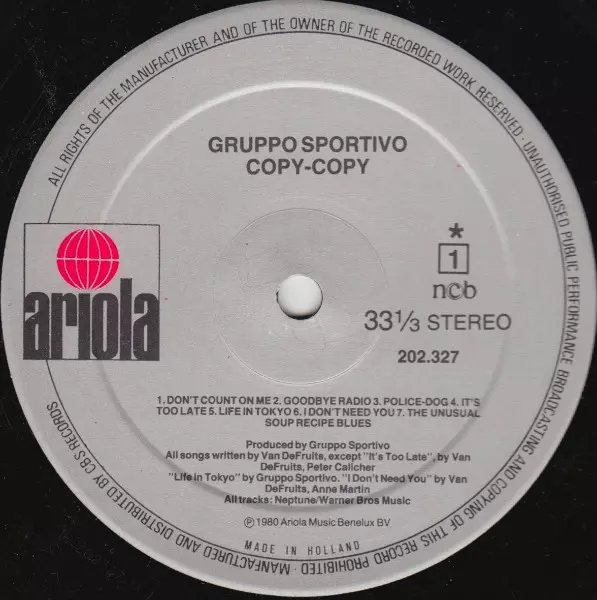 ALL RIGHTS OF THE MANUFACTURER AND OF THE OWNER OF THE RECORDED WORK RESERVED · UNAUTHORISED PUBLIC PERFORMANCE BROADCASTING AND COPYING OF THIS RECORD PROHIBITED · MANFACTURED AND DISTRIBUTED BY CBS RECORDS
GRUPPO SPORTIVO
COPY-COPY
ariola
*
1
ncb
33⅓ STEREO
202.327
1. DON'T COUNT ON ME 2. GOODBYE RADIO 3. POLICE-DOG 4. IT'S
TOO LATE 5. LIFE IN TOKYO 6. I DON'T NEED YOU 7. THE UNUSUAL
SOUP RECIPE BLUES
Produced by Gruppo Sportivo
All songs written by Van DeFruits, except "It's Too Late", by Van
DeFruits, Peter Calicher
"Life in Tokyo" by Gruppo Sportivo. "I Don't Need You" by Van
DeFruits, Anne Martin
All tracks: Neptune/Warner Bros Music
℗ 1980 Ariola Music Benelux BV
MADE IN HOLLAND